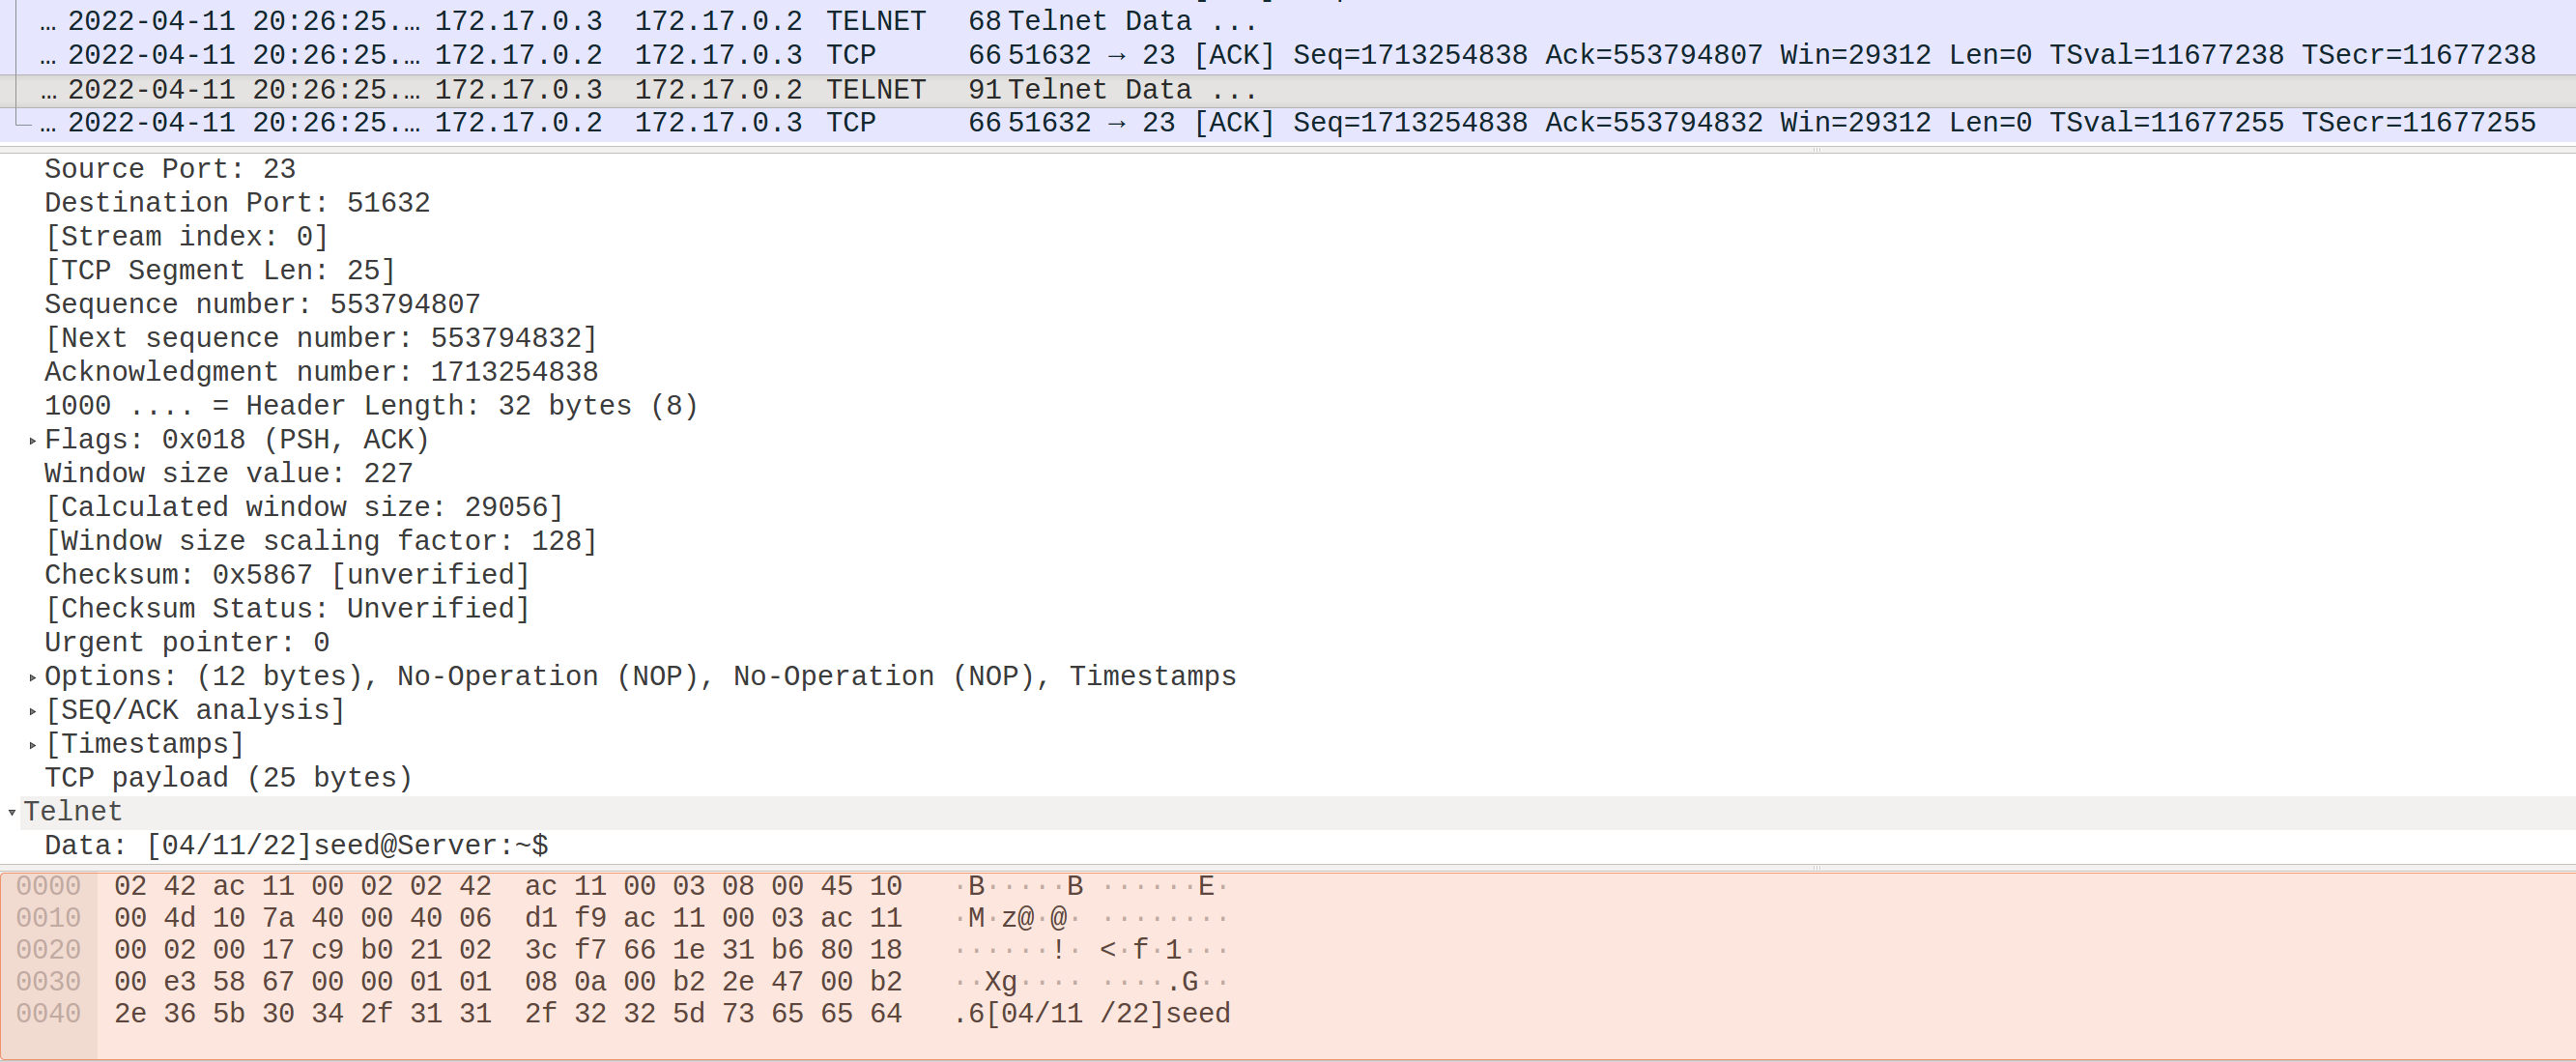 … 2022-04-11 20:26:25.… 172.17.0.3 172.17.0.2 TELNET 68 Telnet Data ...
… 2022-04-11 20:26:25.… 172.17.0.2 172.17.0.3 TCP 66 51632 → 23 [ACK] Seq=1713254838 Ack=553794807 Win=29312 Len=0 TSval=11677238 TSecr=11677238
… 2022-04-11 20:26:25.… 172.17.0.3 172.17.0.2 TELNET 91 Telnet Data ...
… 2022-04-11 20:26:25.… 172.17.0.2 172.17.0.3 TCP 66 51632 → 23 [ACK] Seq=1713254838 Ack=553794832 Win=29312 Len=0 TSval=11677255 TSecr=11677255
Source Port: 23
Destination Port: 51632
[Stream index: 0]
[TCP Segment Len: 25]
Sequence number: 553794807
[Next sequence number: 553794832]
Acknowledgment number: 1713254838
1000 .... = Header Length: 32 bytes (8)
Flags: 0x018 (PSH, ACK)
Window size value: 227
[Calculated window size: 29056]
[Window size scaling factor: 128]
Checksum: 0x5867 [unverified]
[Checksum Status: Unverified]
Urgent pointer: 0
Options: (12 bytes), No-Operation (NOP), No-Operation (NOP), Timestamps
[SEQ/ACK analysis]
[Timestamps]
TCP payload (25 bytes)
Telnet
Data: [04/11/22]seed@Server:~$
0000 02 42 ac 11 00 02 02 42 ac 11 00 03 08 00 45 10 ·B·····B ······E·
0010 00 4d 10 7a 40 00 40 06 d1 f9 ac 11 00 03 ac 11 ·M·z@·@· ········
0020 00 02 00 17 c9 b0 21 02 3c f7 66 1e 31 b6 80 18 ······!· <·f·1···
0030 00 e3 58 67 00 00 01 01 08 0a 00 b2 2e 47 00 b2 ··Xg···· ····.G··
0040 2e 36 5b 30 34 2f 31 31 2f 32 32 5d 73 65 65 64 .6[04/11 /22]seed